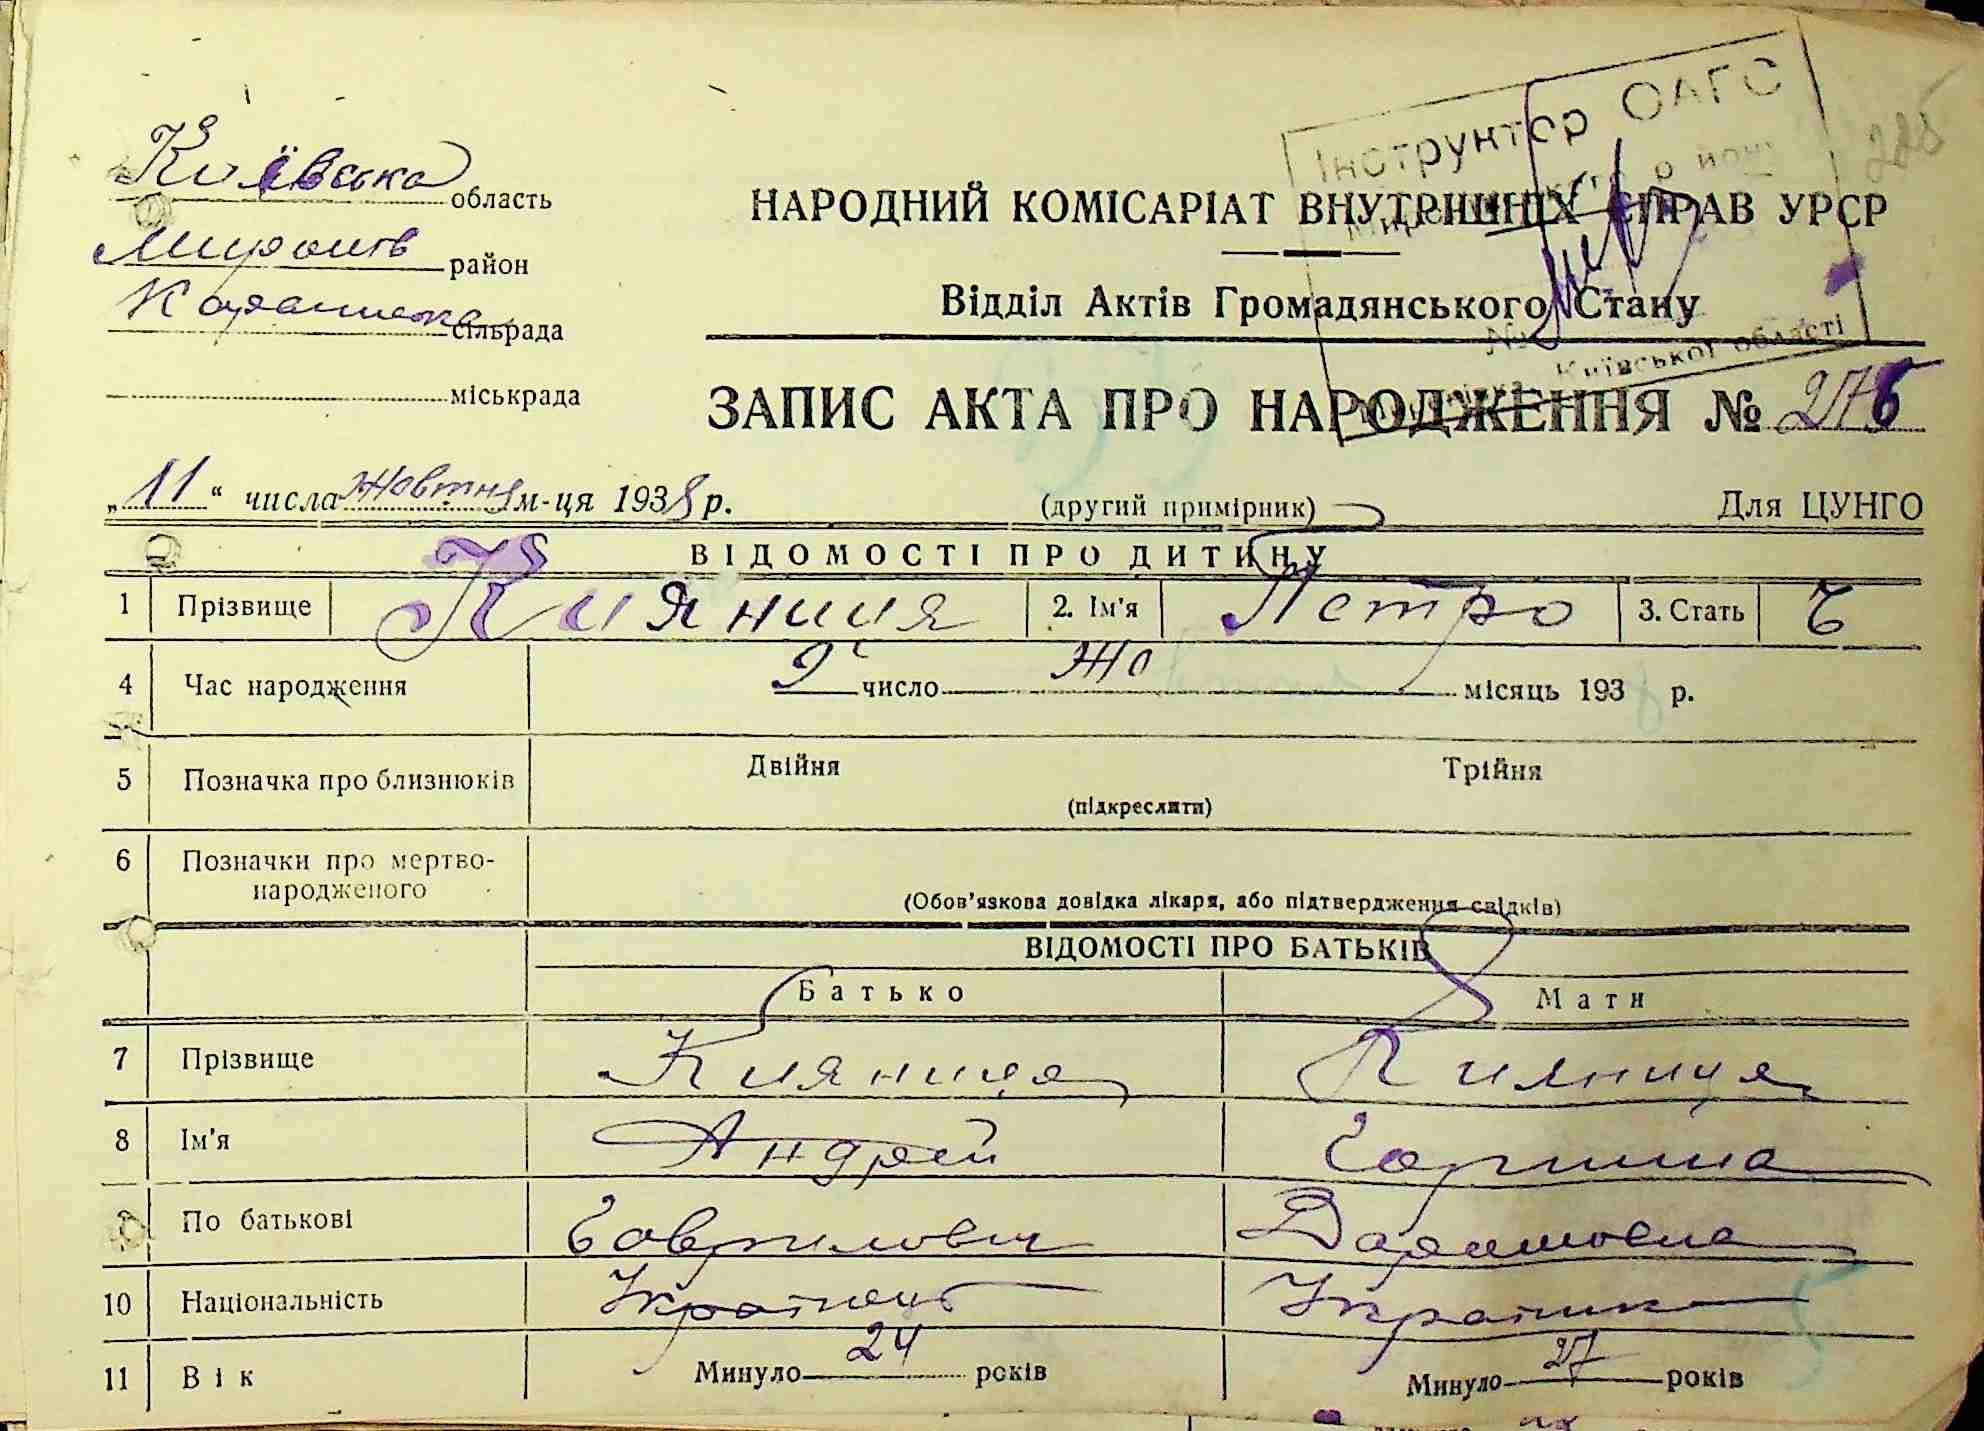 Інструктор ОАГС
Київської області
Київська область
Миронів район
сільрада
міськрада
НАРОДНИЙ КОМІСАРІАТ ВНУТРІШНІХ СПРАВ УРСР
Відділ Актів Громадянського Стану
ЗАПИС АКТА ПРО НАРОДЖЕННЯ № 276
„11“ числа жовтня м-ця 1938 р. (другий примірник) Для ЦУНГО
ВІДОМОСТІ ПРО ДИТИНУ
1 Прізвище Кияниця 2. Ім'я Петро 3. Стать Ч
4 Час народження 9 число Жо місяць 193 р.
5 Позначка про близнюків Двійня Трійня
(підкреслити)
6 Позначки про мертво-
народженого
(Обов'язкова довідка лікаря, або підтвердження свідків)
ВІДОМОСТІ ПРО БАТЬКІВ
Батько Мати
7 Прізвище Кияниця Кияниця
8 Ім'я Андрей
9 По батькові Гаврилович
10 Національність Українець Українка
11 Вік Минуло 24 років Минуло 27 років